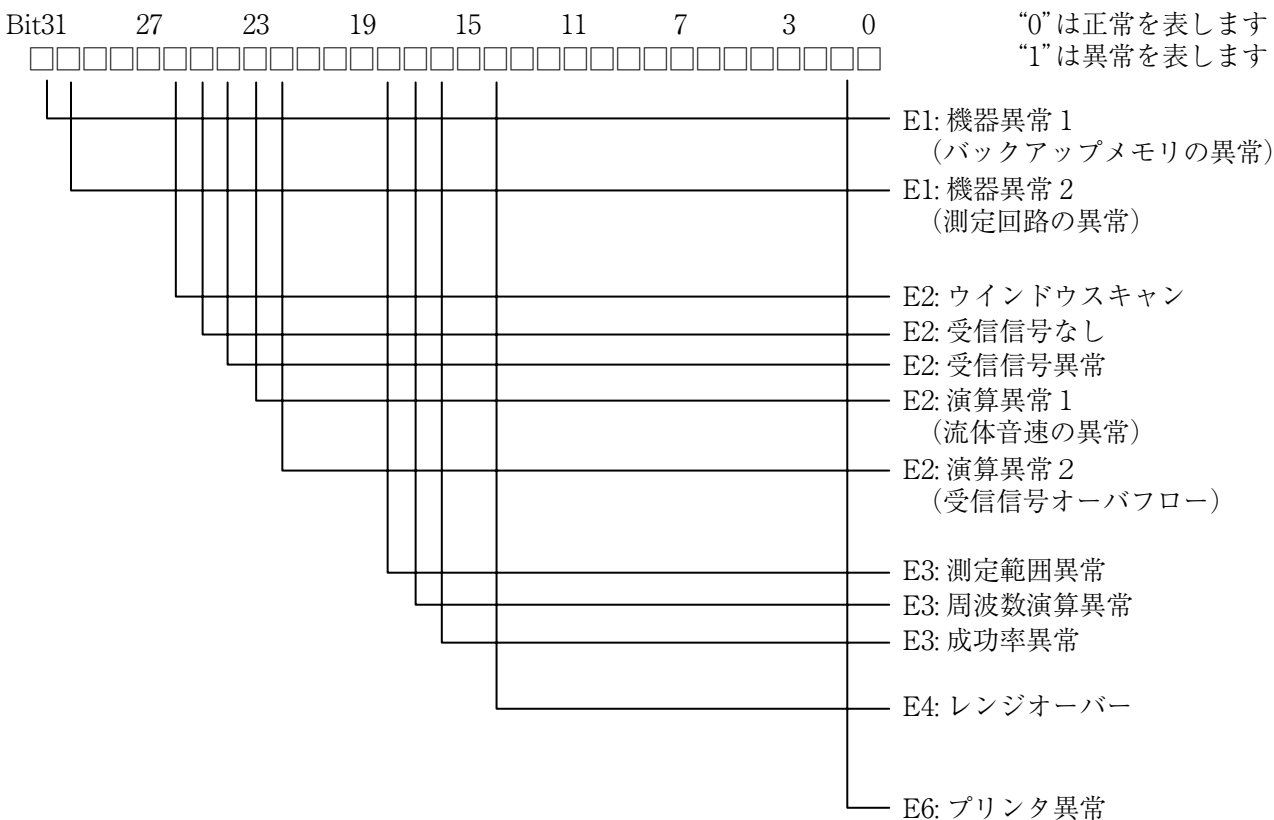 Bit31 27 23 19 15 11 7 3 0 “0”は正常を表します
□□□□□□□□□□□□□□□□□□□□□□□□□□□□□□□□ “1”は異常を表します
E1: 機器異常1
（バックアップメモリの異常）
E1: 機器異常2
（測定回路の異常）
E2: ウインドウスキャン
E2: 受信信号なし
E2: 受信信号異常
E2: 演算異常1
（流体音速の異常）
E2: 演算異常2
（受信信号オーバフロー）
E3: 測定範囲異常
E3: 周波数演算異常
E3: 成功率異常
E4: レンジオーバー
E6: プリンタ異常